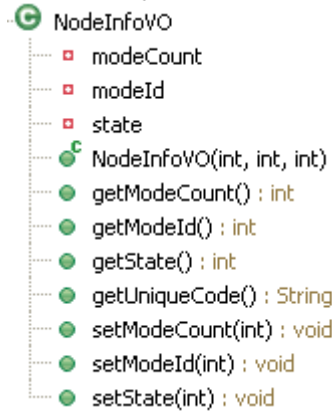 NodeInfoVO
modeCount
modeId
state
NodeInfoVO(int, int, int)
getModeCount() : int
getModeId() : int
getState() : int
getUniqueCode() : String
setModeCount(int) : void
setModeId(int) : void
setState(int) : void